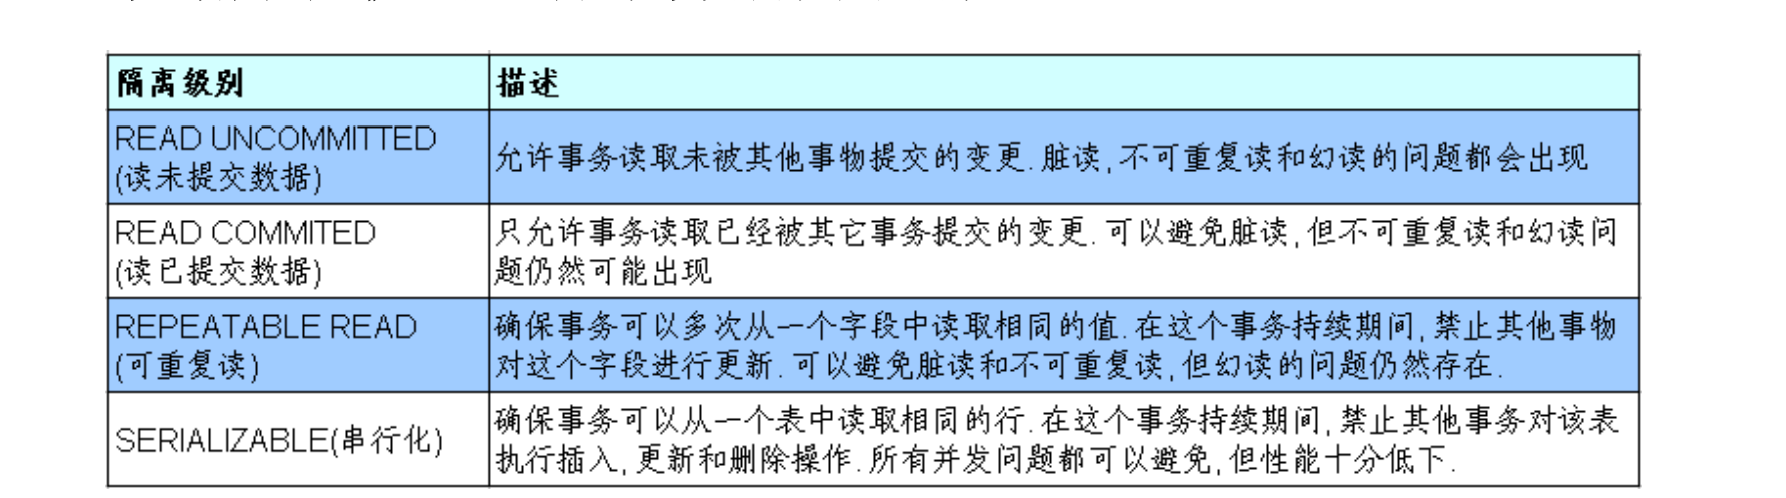 隔离级别
描述
READ UNCOMMITTED
(读未提交数据)
允许事务读取未被其他事物提交的变更.脏读,不可重复读和幻读的问题都会出现
READ COMMITED
(读已提交数据)
只允许事务读取已经被其它事务提交的变更.可以避免脏读,但不可重复读和幻读问
题仍然可能出现
REPEATABLE READ
(可重复读)
确保事务可以多次从一个字段中读取相同的值.在这个事务持续期间,禁止其他事物
对这个字段进行更新.可以避免脏读和不可重复读,但幻读的问题仍然存在.
SERIALIZABLE(串行化)
确保事务可以从一个表中读取相同的行.在这个事务持续期间,禁止其他事务对该表
执行插入,更新和删除操作.所有并发问题都可以避免,但性能十分低下.